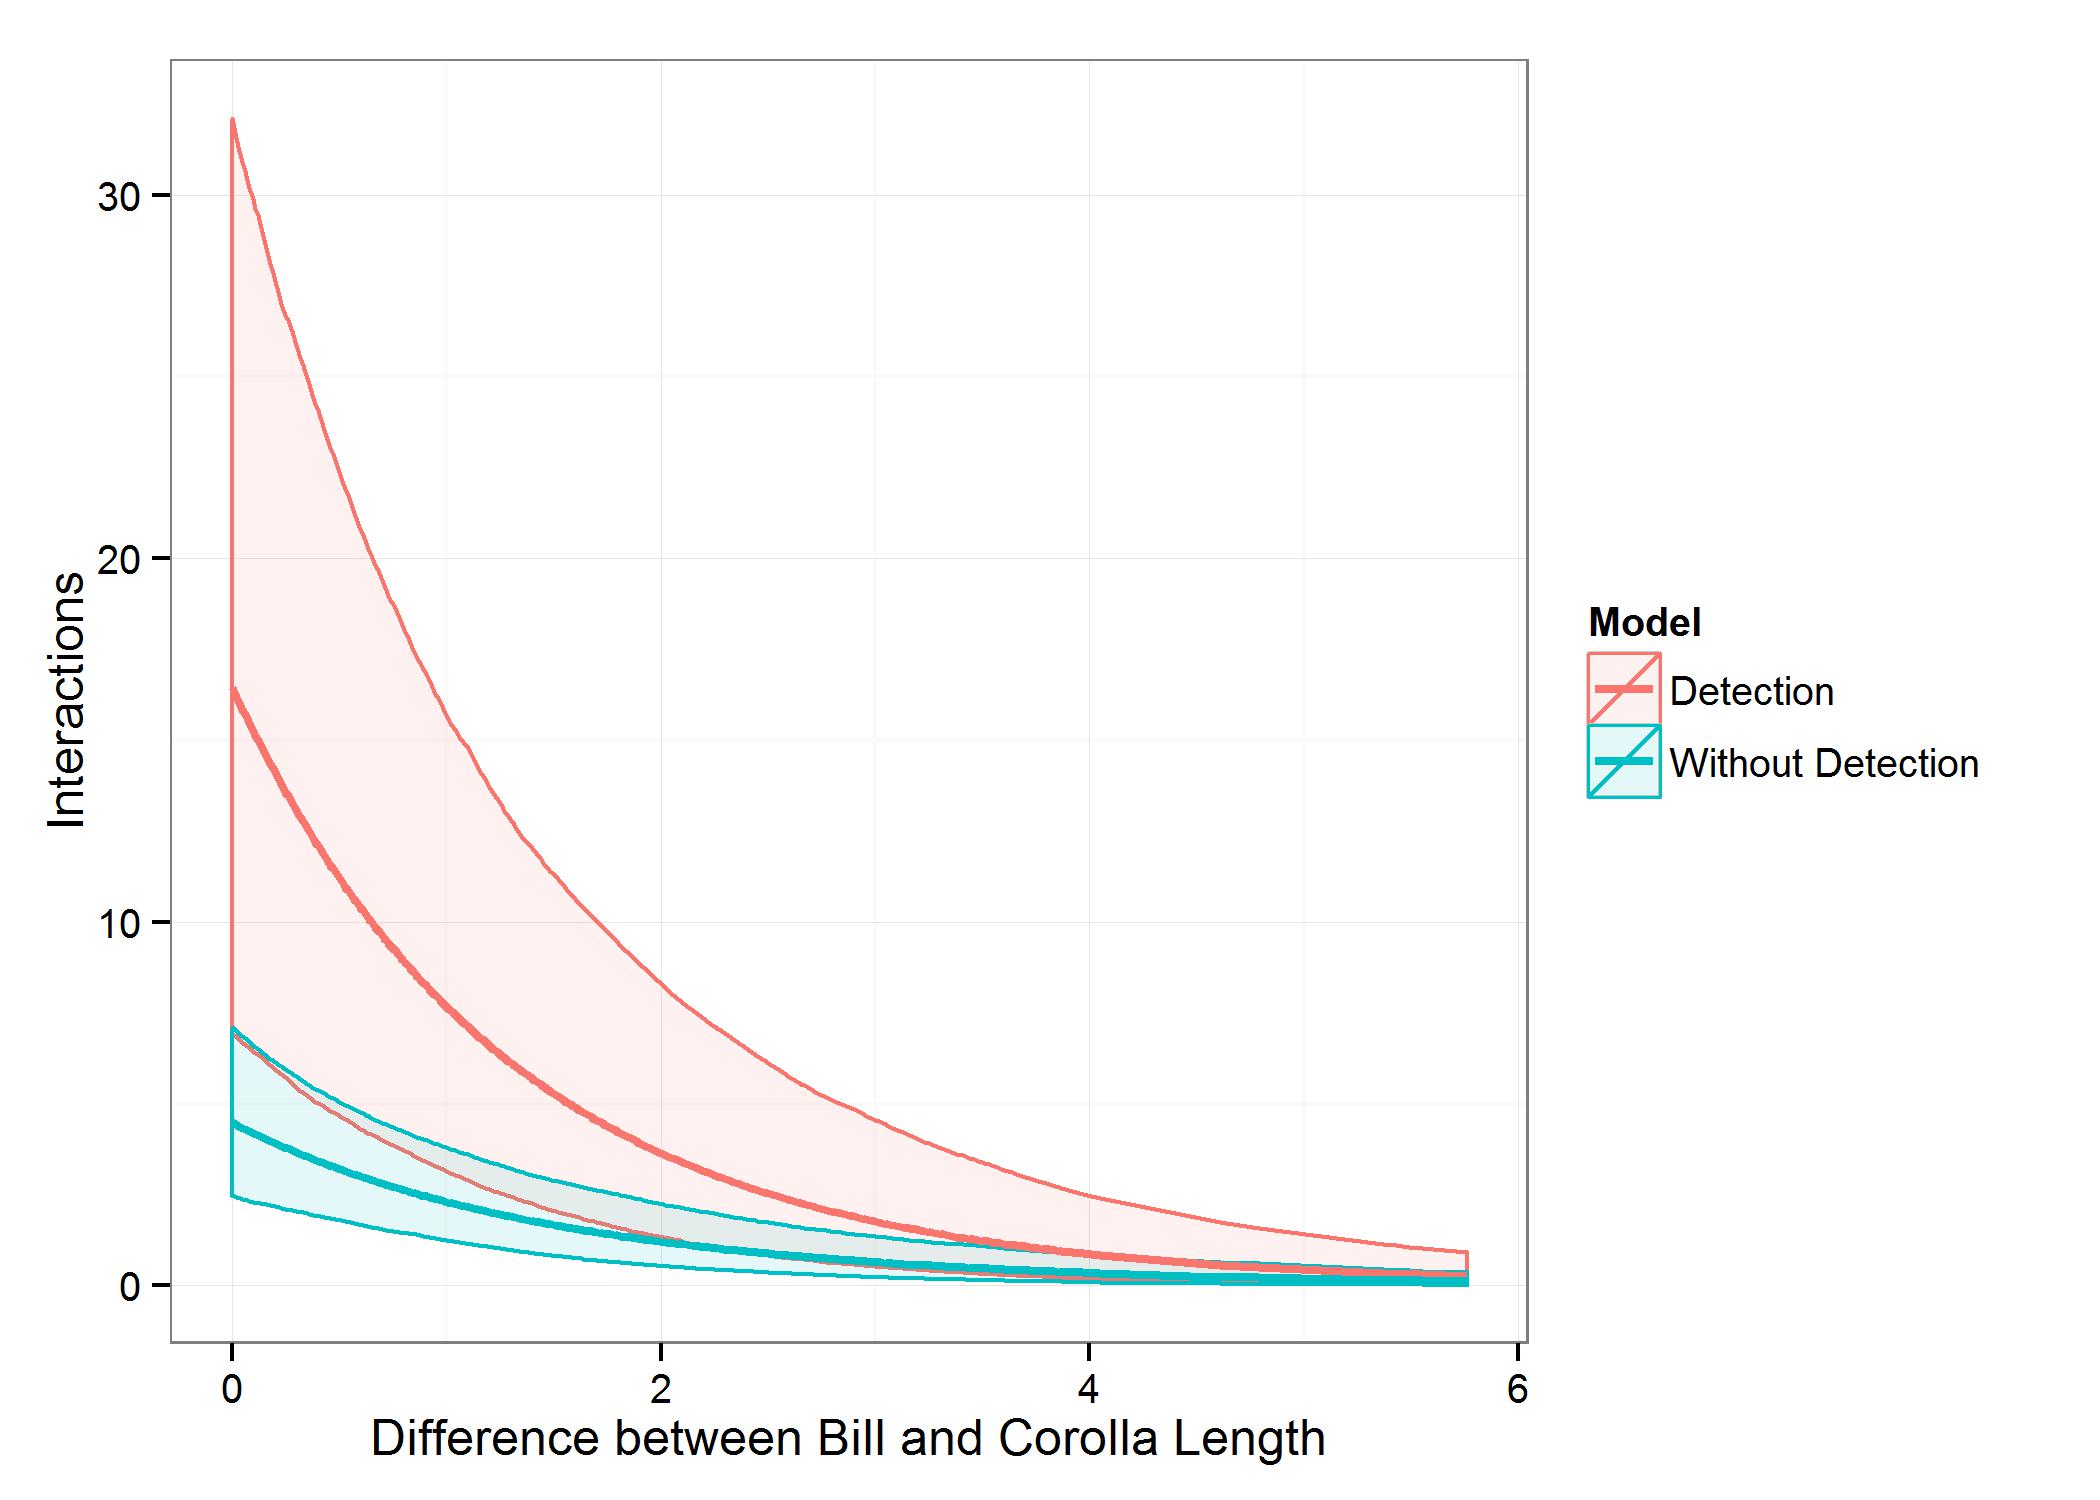 30
20
10
0
Interactions
0 2 4 6
Difference between Bill and Corolla Length
Model
Detection
Without Detection